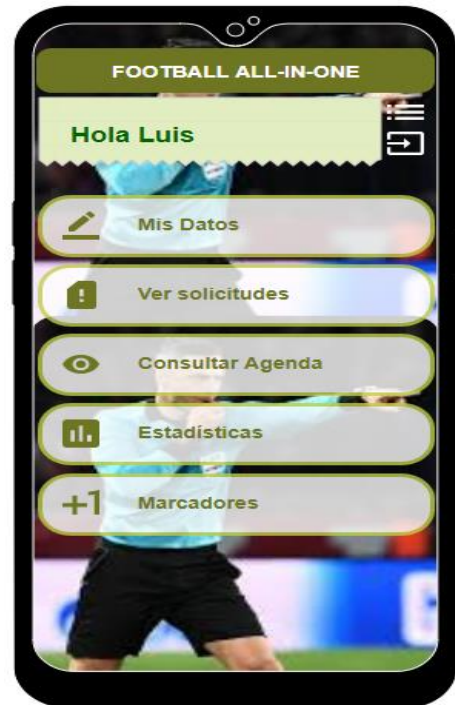 FOOTBALL ALL-IN-ONE
Hola Luis
Mis Datos
Ver solicitudes
Consultar Agenda
Estadísticas
+1 Marcadores